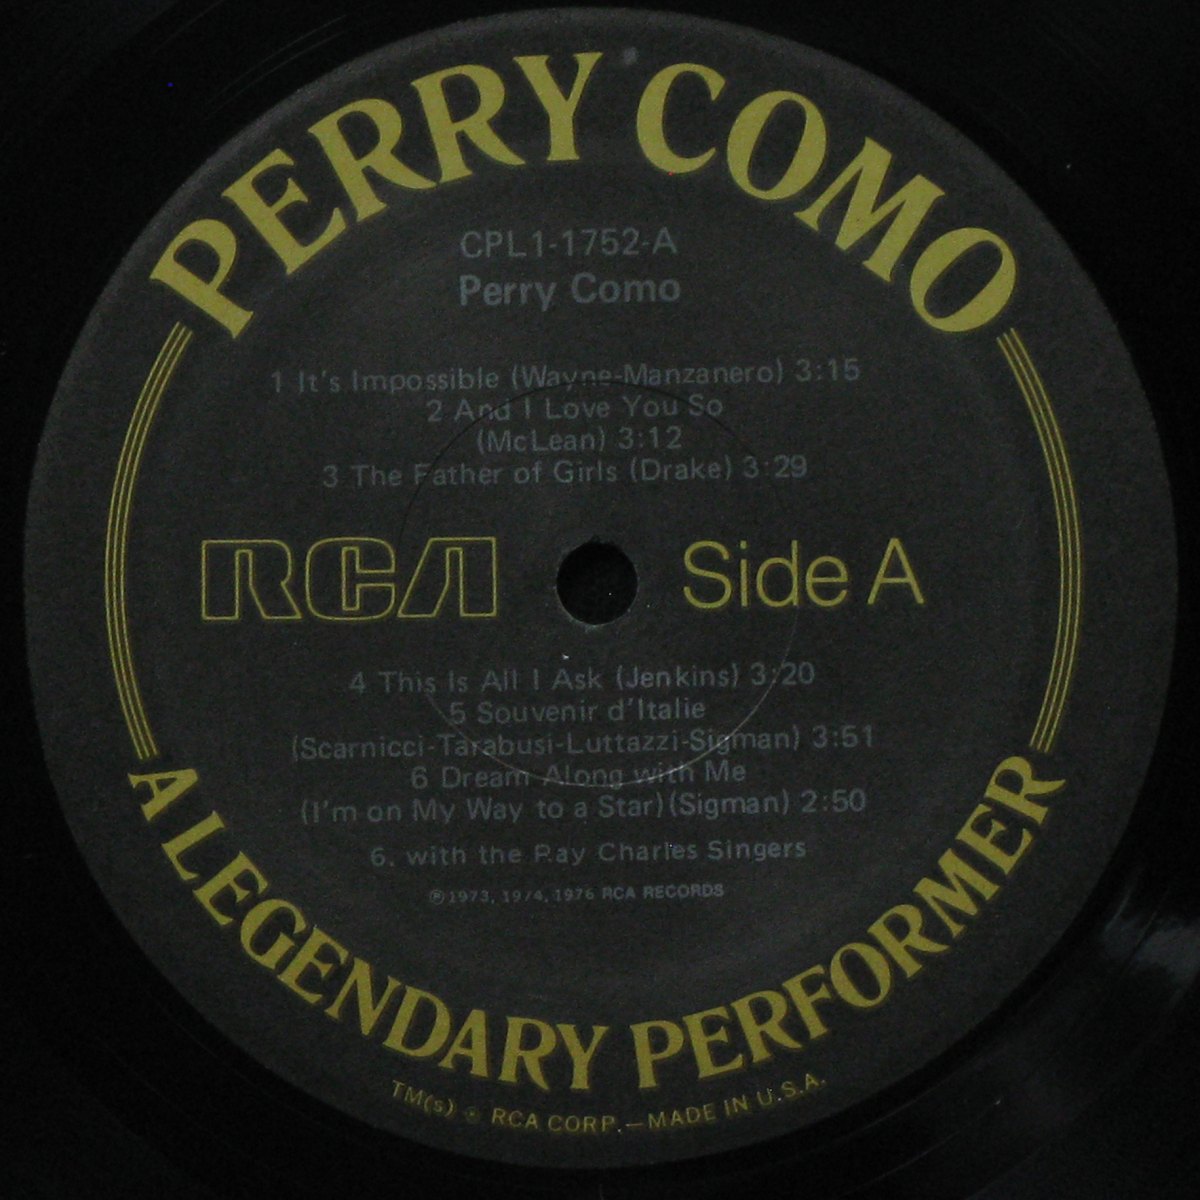 PERRY COMO
CPL1-1752-A
Perry Como
1 It's Impossible (Wayne-Manzanero) 3:15
2 And I Love You So
(McLean) 3:12
3 The Father of Girls (Drake) 3:29
RCA Side A
4 This Is All I Ask (Jenkins) 3:20
5 Souvenir d'Italie
(Scarnicci-Tarabusi-Luttazzi-Sigman) 3:51
6 Dream Along with Me
(I'm on My Way to a Star) (Sigman) 2:50
6. with the Ray Charles Singers
℗ 1973, 1974, 1976 RCA RECORDS
A LEGENDARY PERFORMER
TM(s) ® RCA CORP.—MADE IN U.S.A.